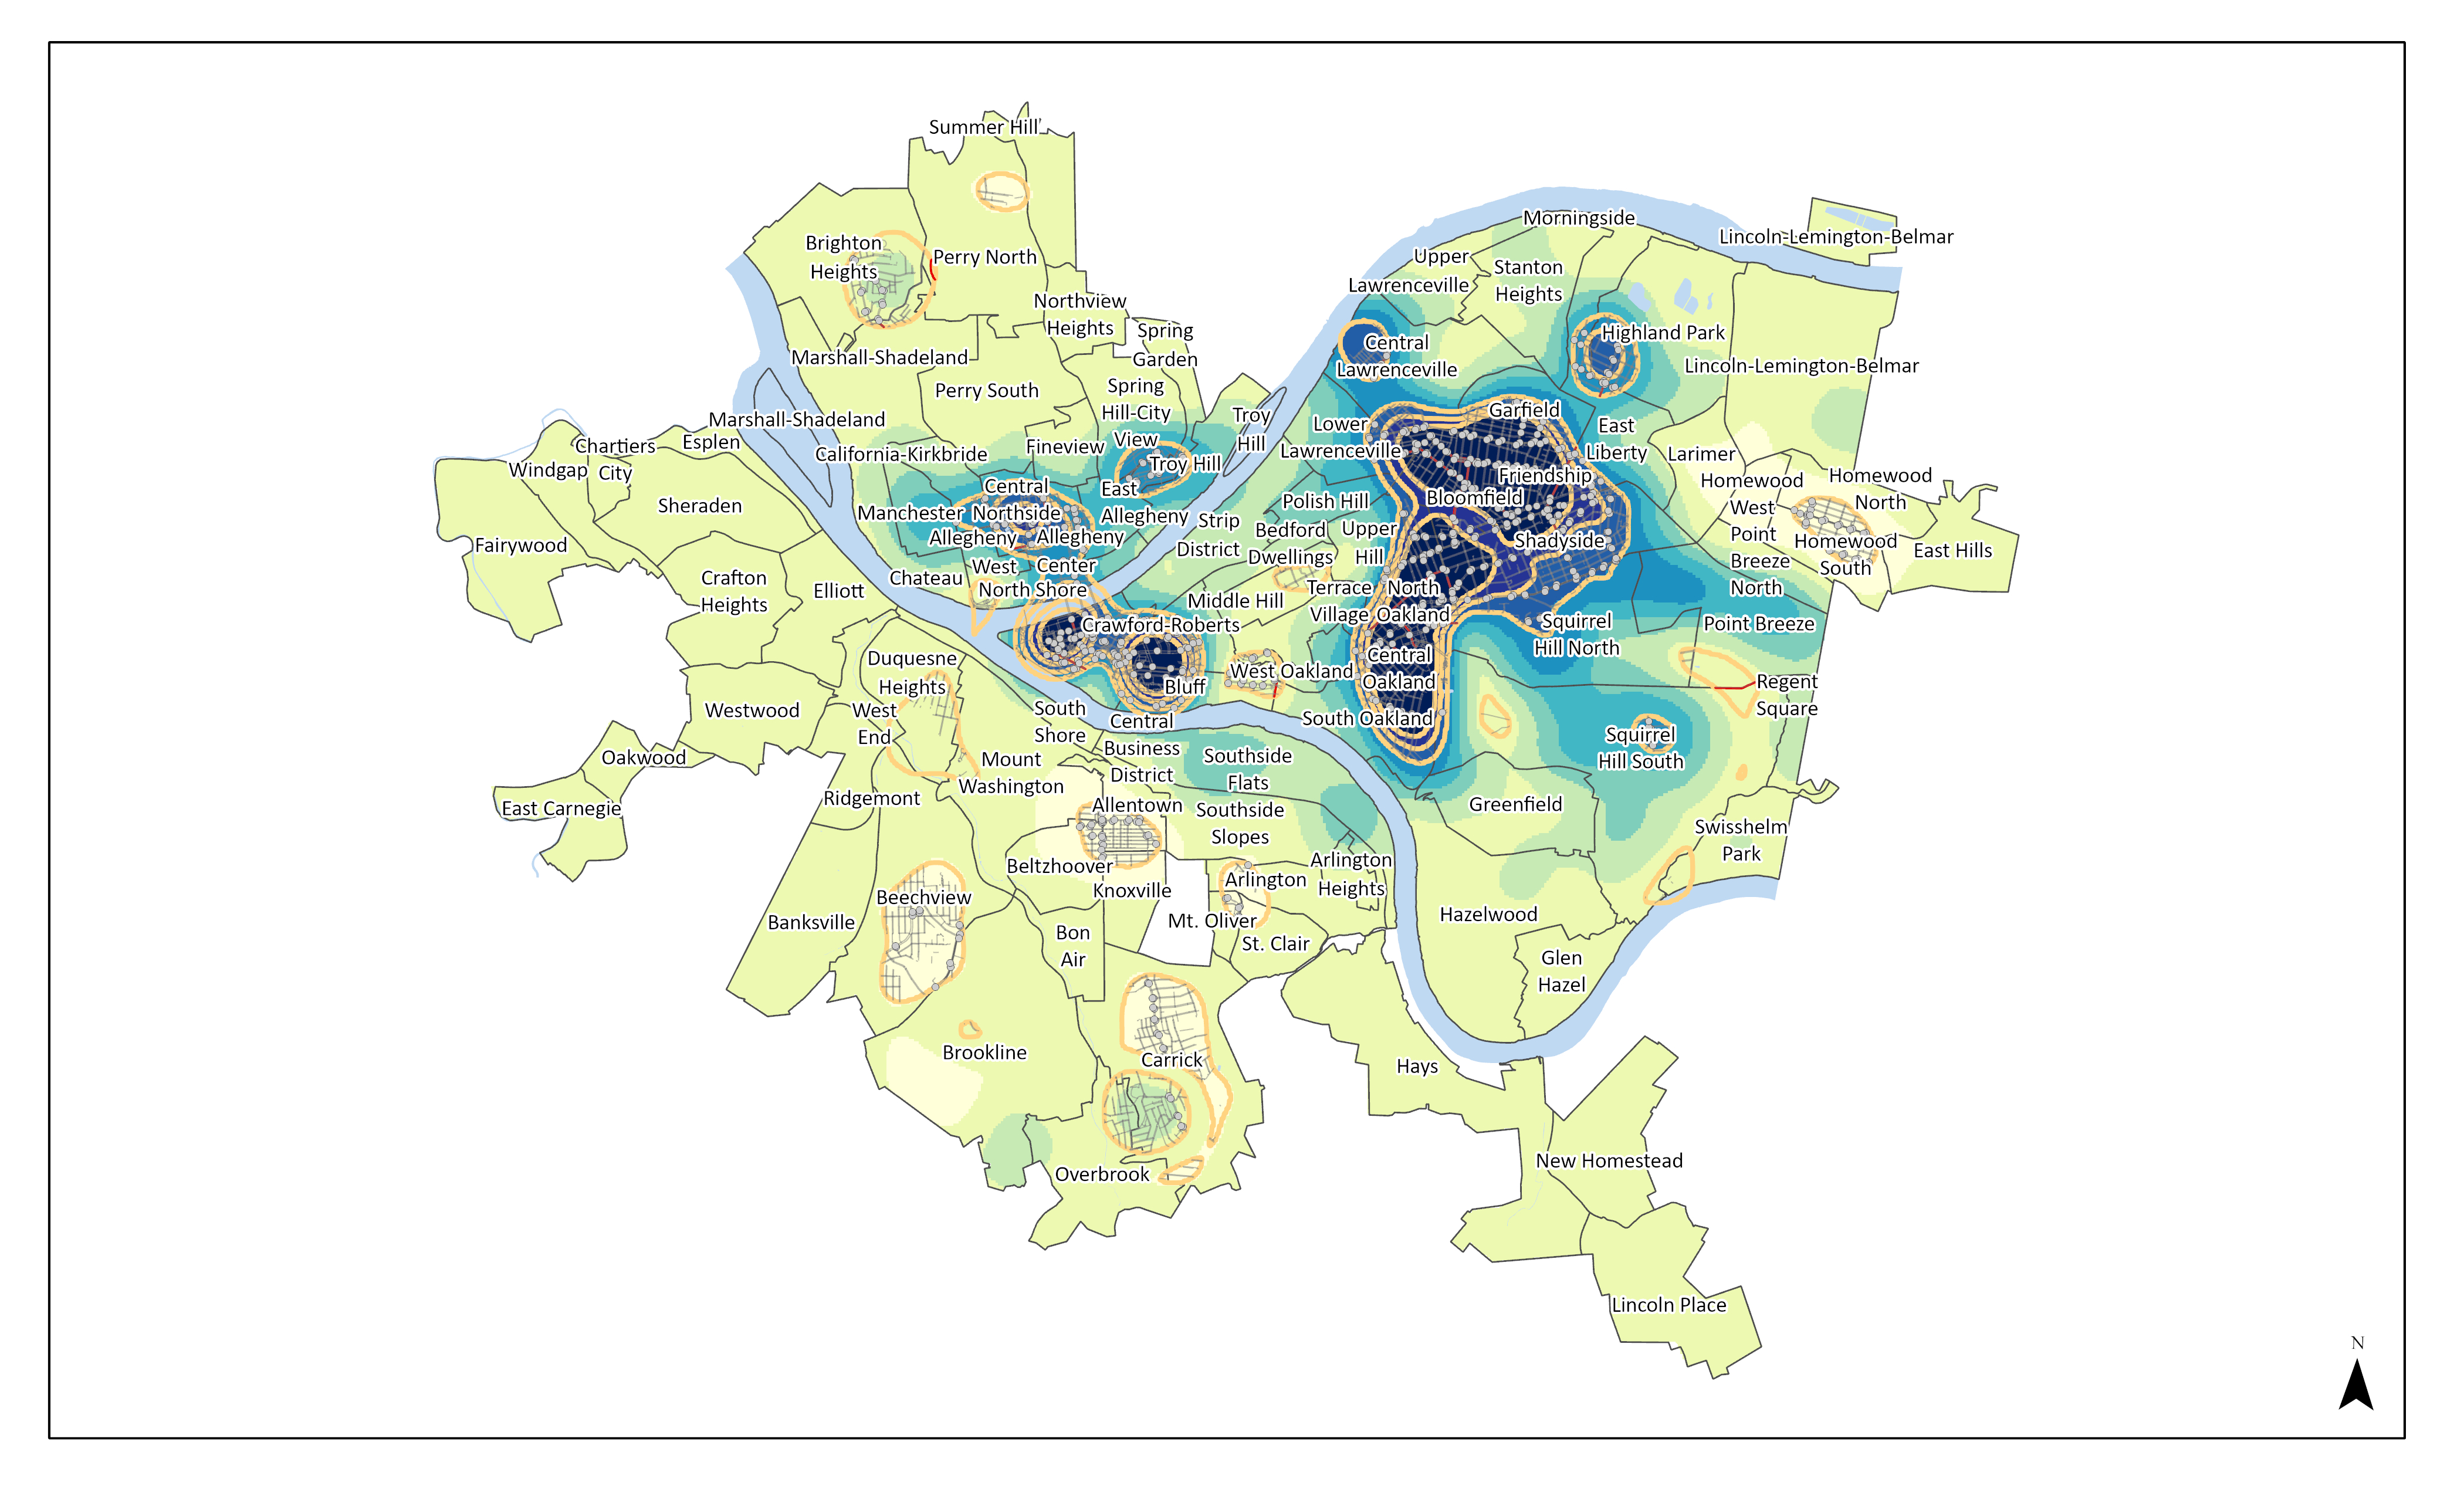 Summer Hill
Morningside
Lincoln-Lemington-Belmar
Brighton
Heights
Perry North
Upper
Lawrenceville
Stanton
Heights
Northview
Heights
Spring
Garden
Highland Park
Central
Lawrenceville
Marshall-Shadeland
Lincoln-Lemington-Belmar
Perry South
Spring
Hill-City
View
Troy
Hill
Garfield
Marshall-Shadeland
Lower
Lawrenceville
East
Liberty
Chartiers
City
Esplen
Fineview
California-Kirkbride
Troy Hill
Larimer
Windgap
Friendship
Homewood
West
Homewood
North
Central
Northside
East
Allegheny
Bloomfield
Sheraden
Manchester
Polish Hill
Strip
District
Bedford
Dwellings
Upper
Hill
Allegheny
West
Allegheny
Center
Shadyside
Point
Breeze
North
Homewood
South
East Hills
Fairywood
Crafton
Heights
Elliott
Chateau
North Shore
Terrace
Village
North
Oakland
Middle Hill
Crawford-Roberts
Squirrel
Hill North
Point Breeze
Duquesne
Heights
Central
Oakland
West Oakland
Bluff
Regent
Square
Westwood
West
End
South
Shore
Central
Business
District
South Oakland
Squirrel
Hill South
Oakwood
Mount
Washington
Southside
Flats
East Carnegie
Ridgemont
Allentown
Southside
Slopes
Greenfield
Swisshelm
Park
Beltzhoover
Arlington
Heights
Arlington
Knoxville
Beechview
Banksville
Mt. Oliver
Hazelwood
Bon
Air
St. Clair
Glen
Hazel
Brookline
Carrick
Hays
Overbrook
New Homestead
Lincoln Place
N